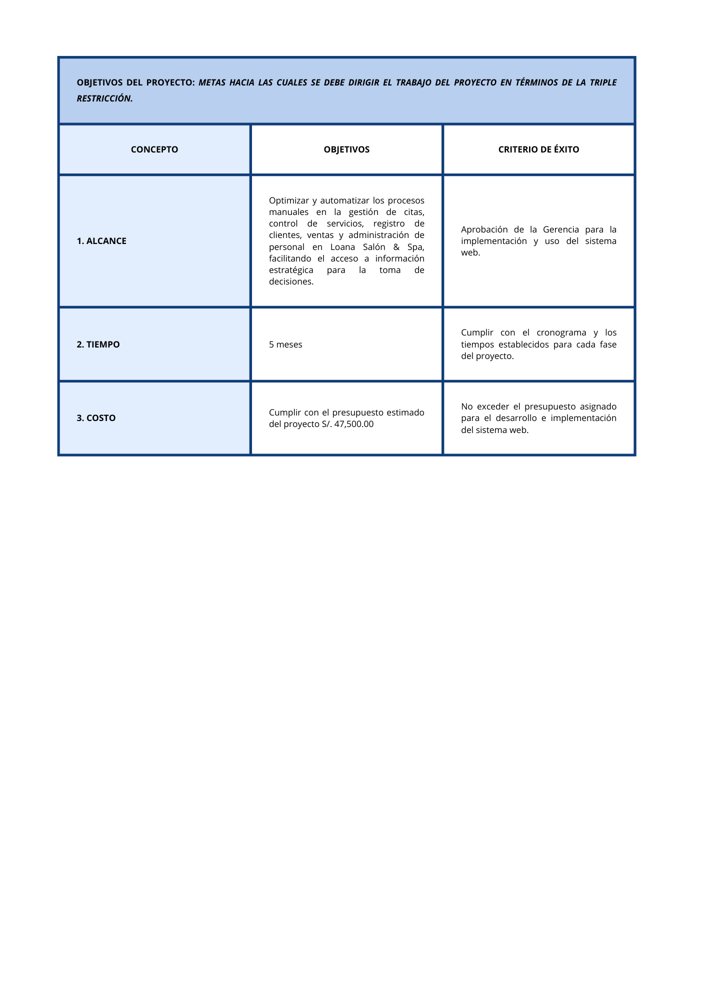 OBJETIVOS DEL PROYECTO: METAS HACIA LAS CUALES SE DEBE DIRIGIR EL TRABAJO DEL PROYECTO EN TÉRMINOS DE LA TRIPLE
RESTRICCIÓN.
CONCEPTO
OBJETIVOS
CRITERIO DE ÉXITO
1. ALCANCE
Optimizar y automatizar los procesos
manuales en la gestión de citas,
control de servicios, registro de
clientes, ventas y administración de
personal en Loana Salón & Spa,
facilitando el acceso a información
estratégica para la toma de
decisiones.
Aprobación de la Gerencia para la
implementación y uso del sistema
web.
2. TIEMPO
5 meses
Cumplir con el cronograma y los
tiempos establecidos para cada fase
del proyecto.
3. COSTO
Cumplir con el presupuesto estimado
del proyecto S/. 47,500.00
No exceder el presupuesto asignado
para el desarrollo e implementación
del sistema web.